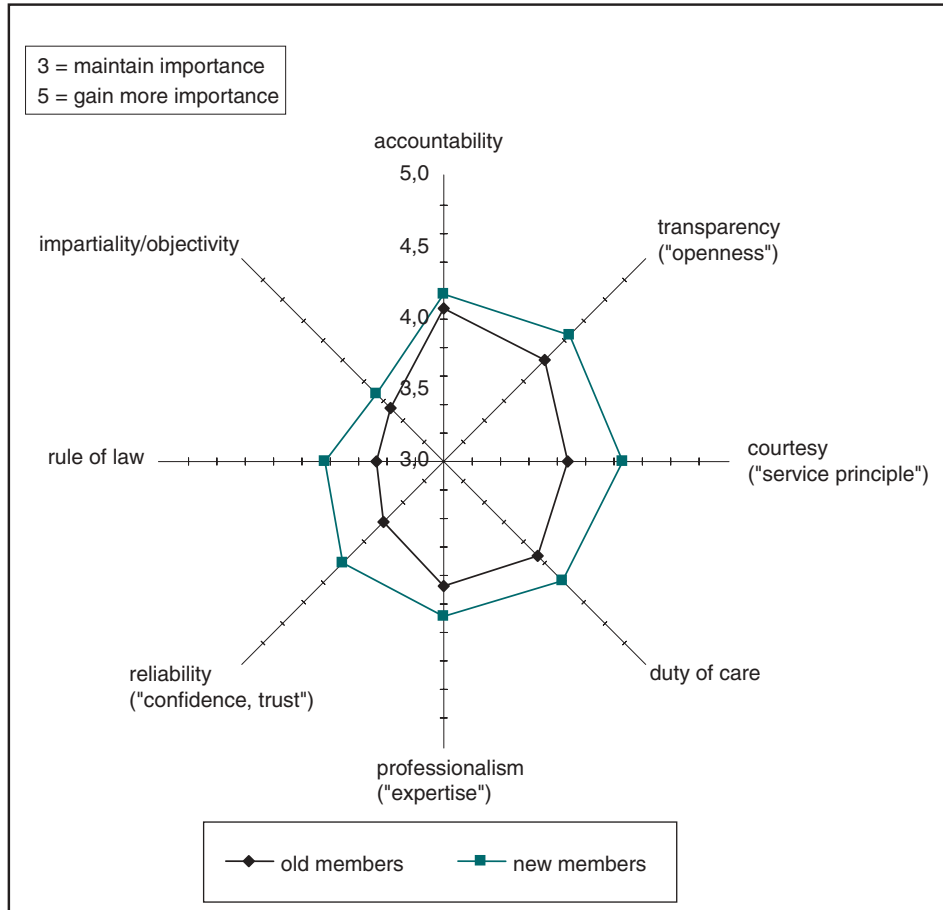 3 = maintain importance
5 = gain more importance
accountability
5,0
transparency
("openness")
impartiality/objectivity
4,5
4,0
3,5
rule of law
3,0
courtesy
("service principle")
reliability
("confidence, trust")
duty of care
professionalism
("expertise")
old members
new members